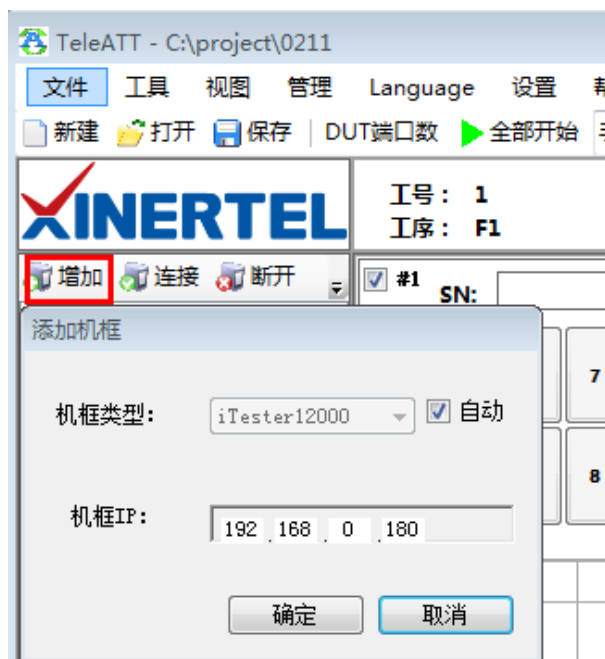 TeleATT - C:\project\0211
文件 工具 视图 管理 Language 设置
新建 打开 保存 DUT端口数 全部开始
XINERTEL
工号: 1
工序: F1
增加 连接 断开
#1 SN:
添加机框
7
机框类型: iTester12000 自动
8
机框IP: 192 .168 . 0 .180
确定 取消